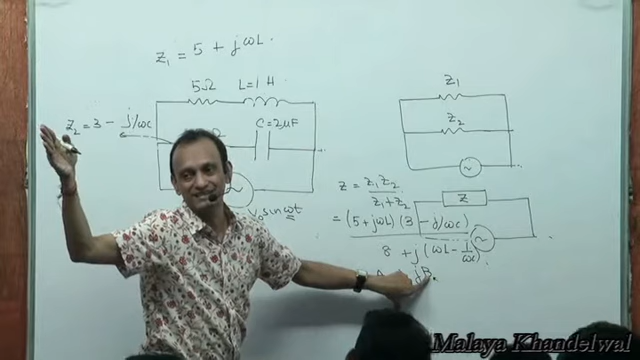 z₁ = 5 + jωL
5Ω L=1H
z₂ = 3 - j/ωc
C=2μF
V₀ sin ωt
z₁
z₂
z = z₁z₂ / z₁+z₂
z
= (5+jωL)(3 - j/ωc)
8 + j(ωL - 1/ωc)
A jB
Malaya Khandelwal